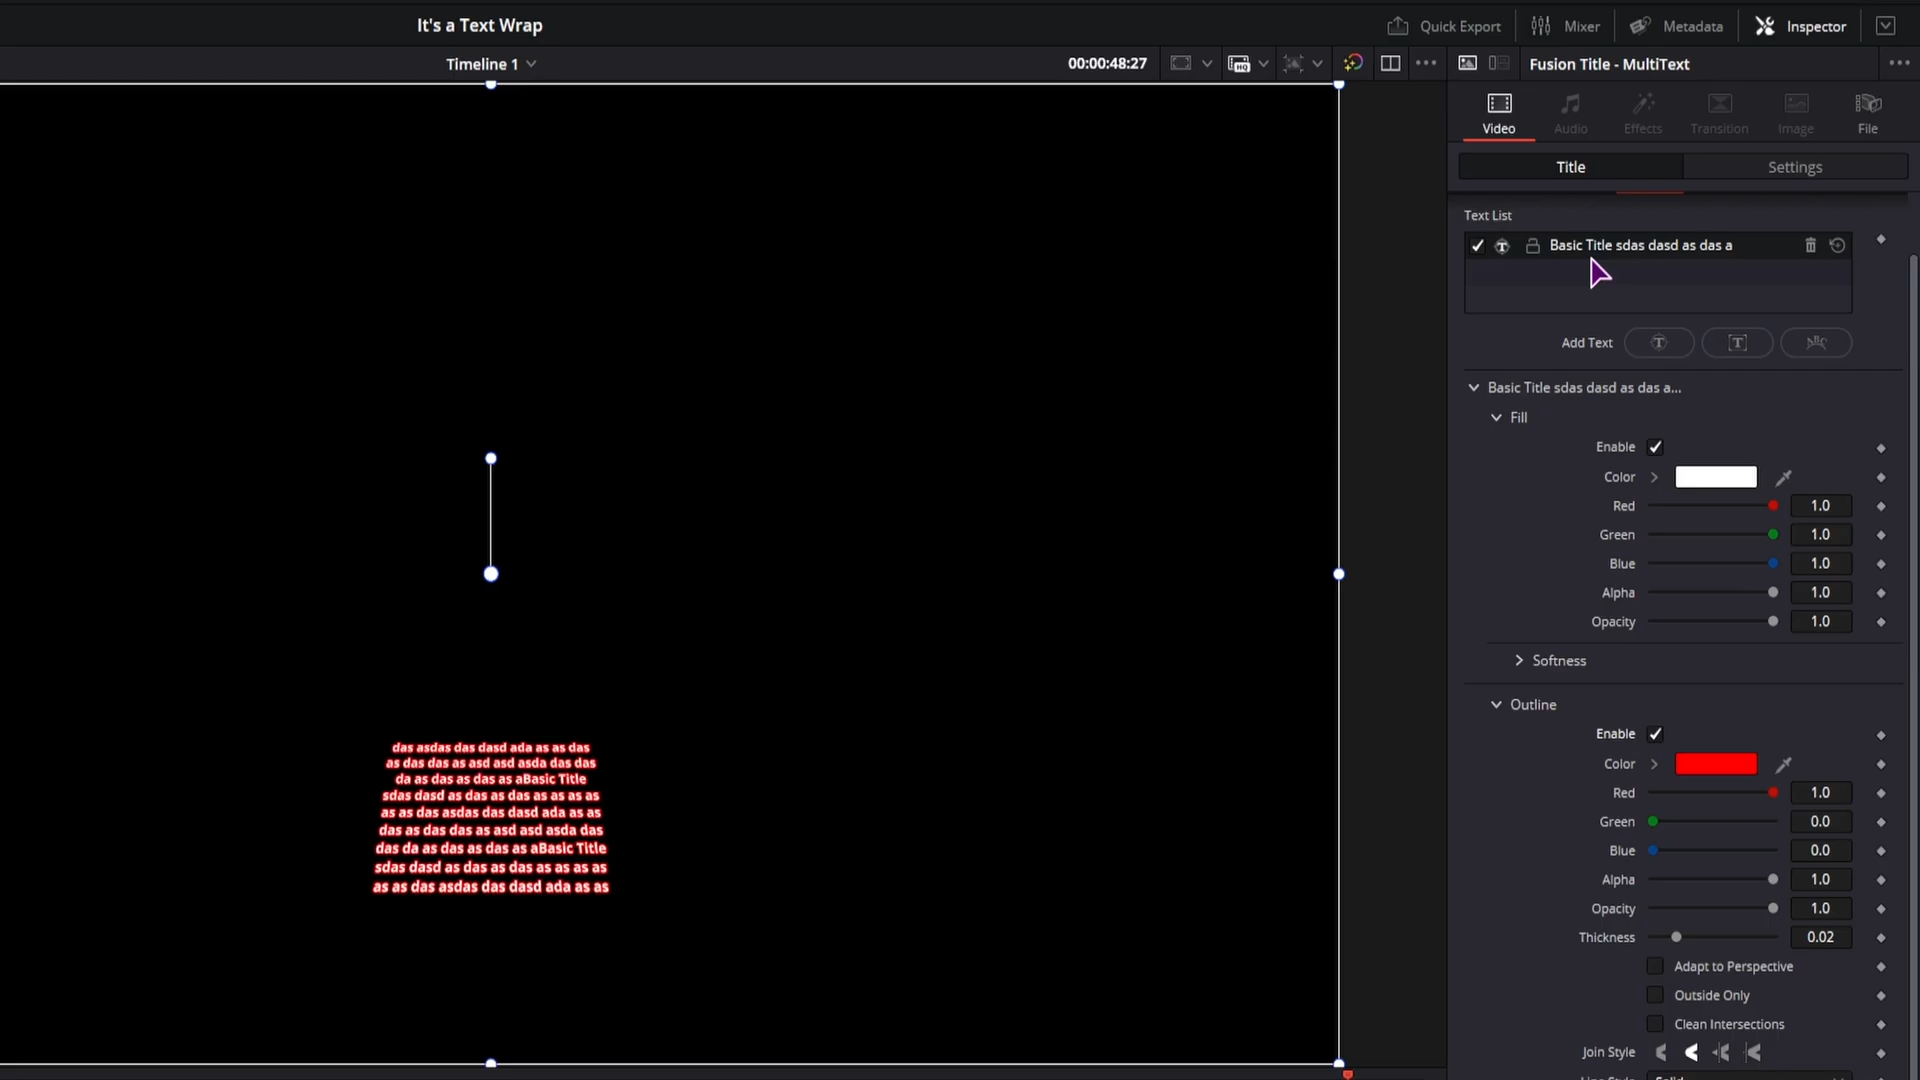 It's a Text Wrap
Quick Export
Mixer
Metadata
Inspector
Timeline 1
00:00:48:27
HQ
Fusion Title - MultiText
Video
Audio
Effects
Transition
Image
File
Title
Settings
Text List
Basic Title sdas dasd as das a
Add Text
Basic Title sdas dasd as das a...
Fill
Enable
Color
Red 1.0
Green 1.0
Blue 1.0
Alpha 1.0
Opacity 1.0
Softness
Outline
Enable
Color
Red 1.0
Green 0.0
Blue 0.0
Alpha 1.0
Opacity 1.0
Thickness 0.02
Adapt to Perspective
Outside Only
Clean Intersections
Join Style
das asdas das dasd ada as as das
as das das as asd asd asda das das
da as das as das as aBasic Title
sdas dasd as das as das as as as as
as as das asdas das dasd ada as as
das as das das as asd asd asda das
das da as das as das as aBasic Title
sdas dasd as das as das as as as as
as as das asdas das dasd ada as as